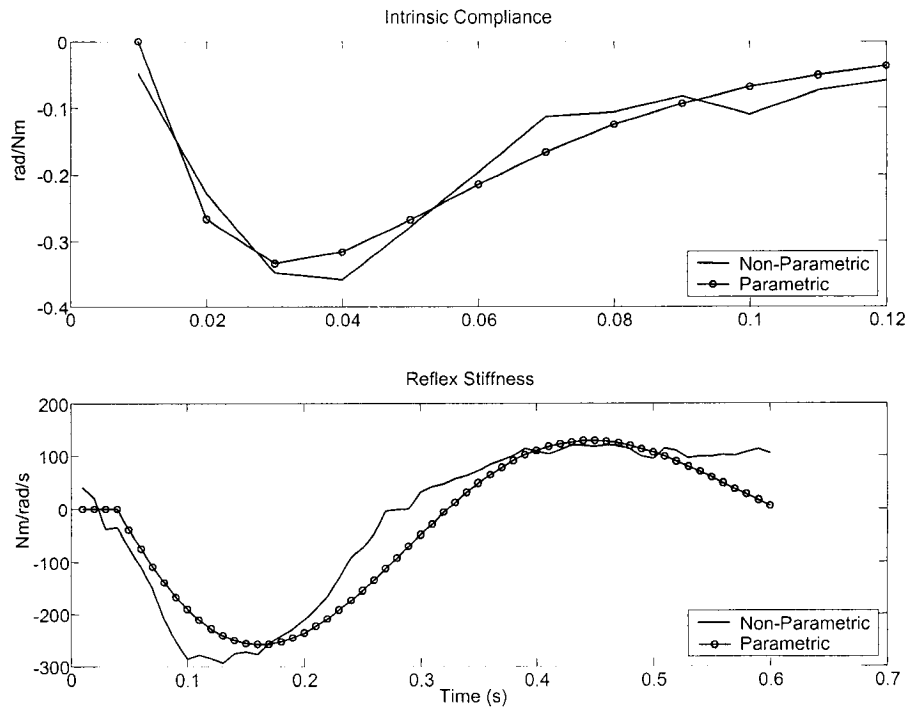 Intrinsic Compliance
0
-0.1
-0.2
-0.3
-0.4
rad/Nm
Non-Parametric
Parametric
0 0.02 0.04 0.06 0.08 0.1 0.12
Reflex Stiffness
200
100
0
-100
-200
-300
Nm/rad/s
Non-Parametric
Parametric
0 0.1 0.2 0.3 0.4 0.5 0.6 0.7
Time (s)